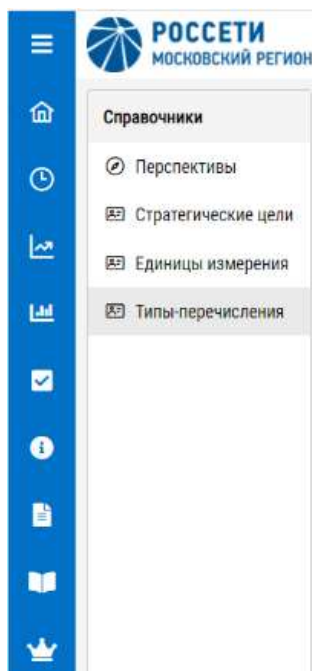 РОССЕТИ
МОСКОВСКИЙ РЕГИОН
Справочники
Перспективы
Стратегические цели
Единицы измерения
Типы-перечисления